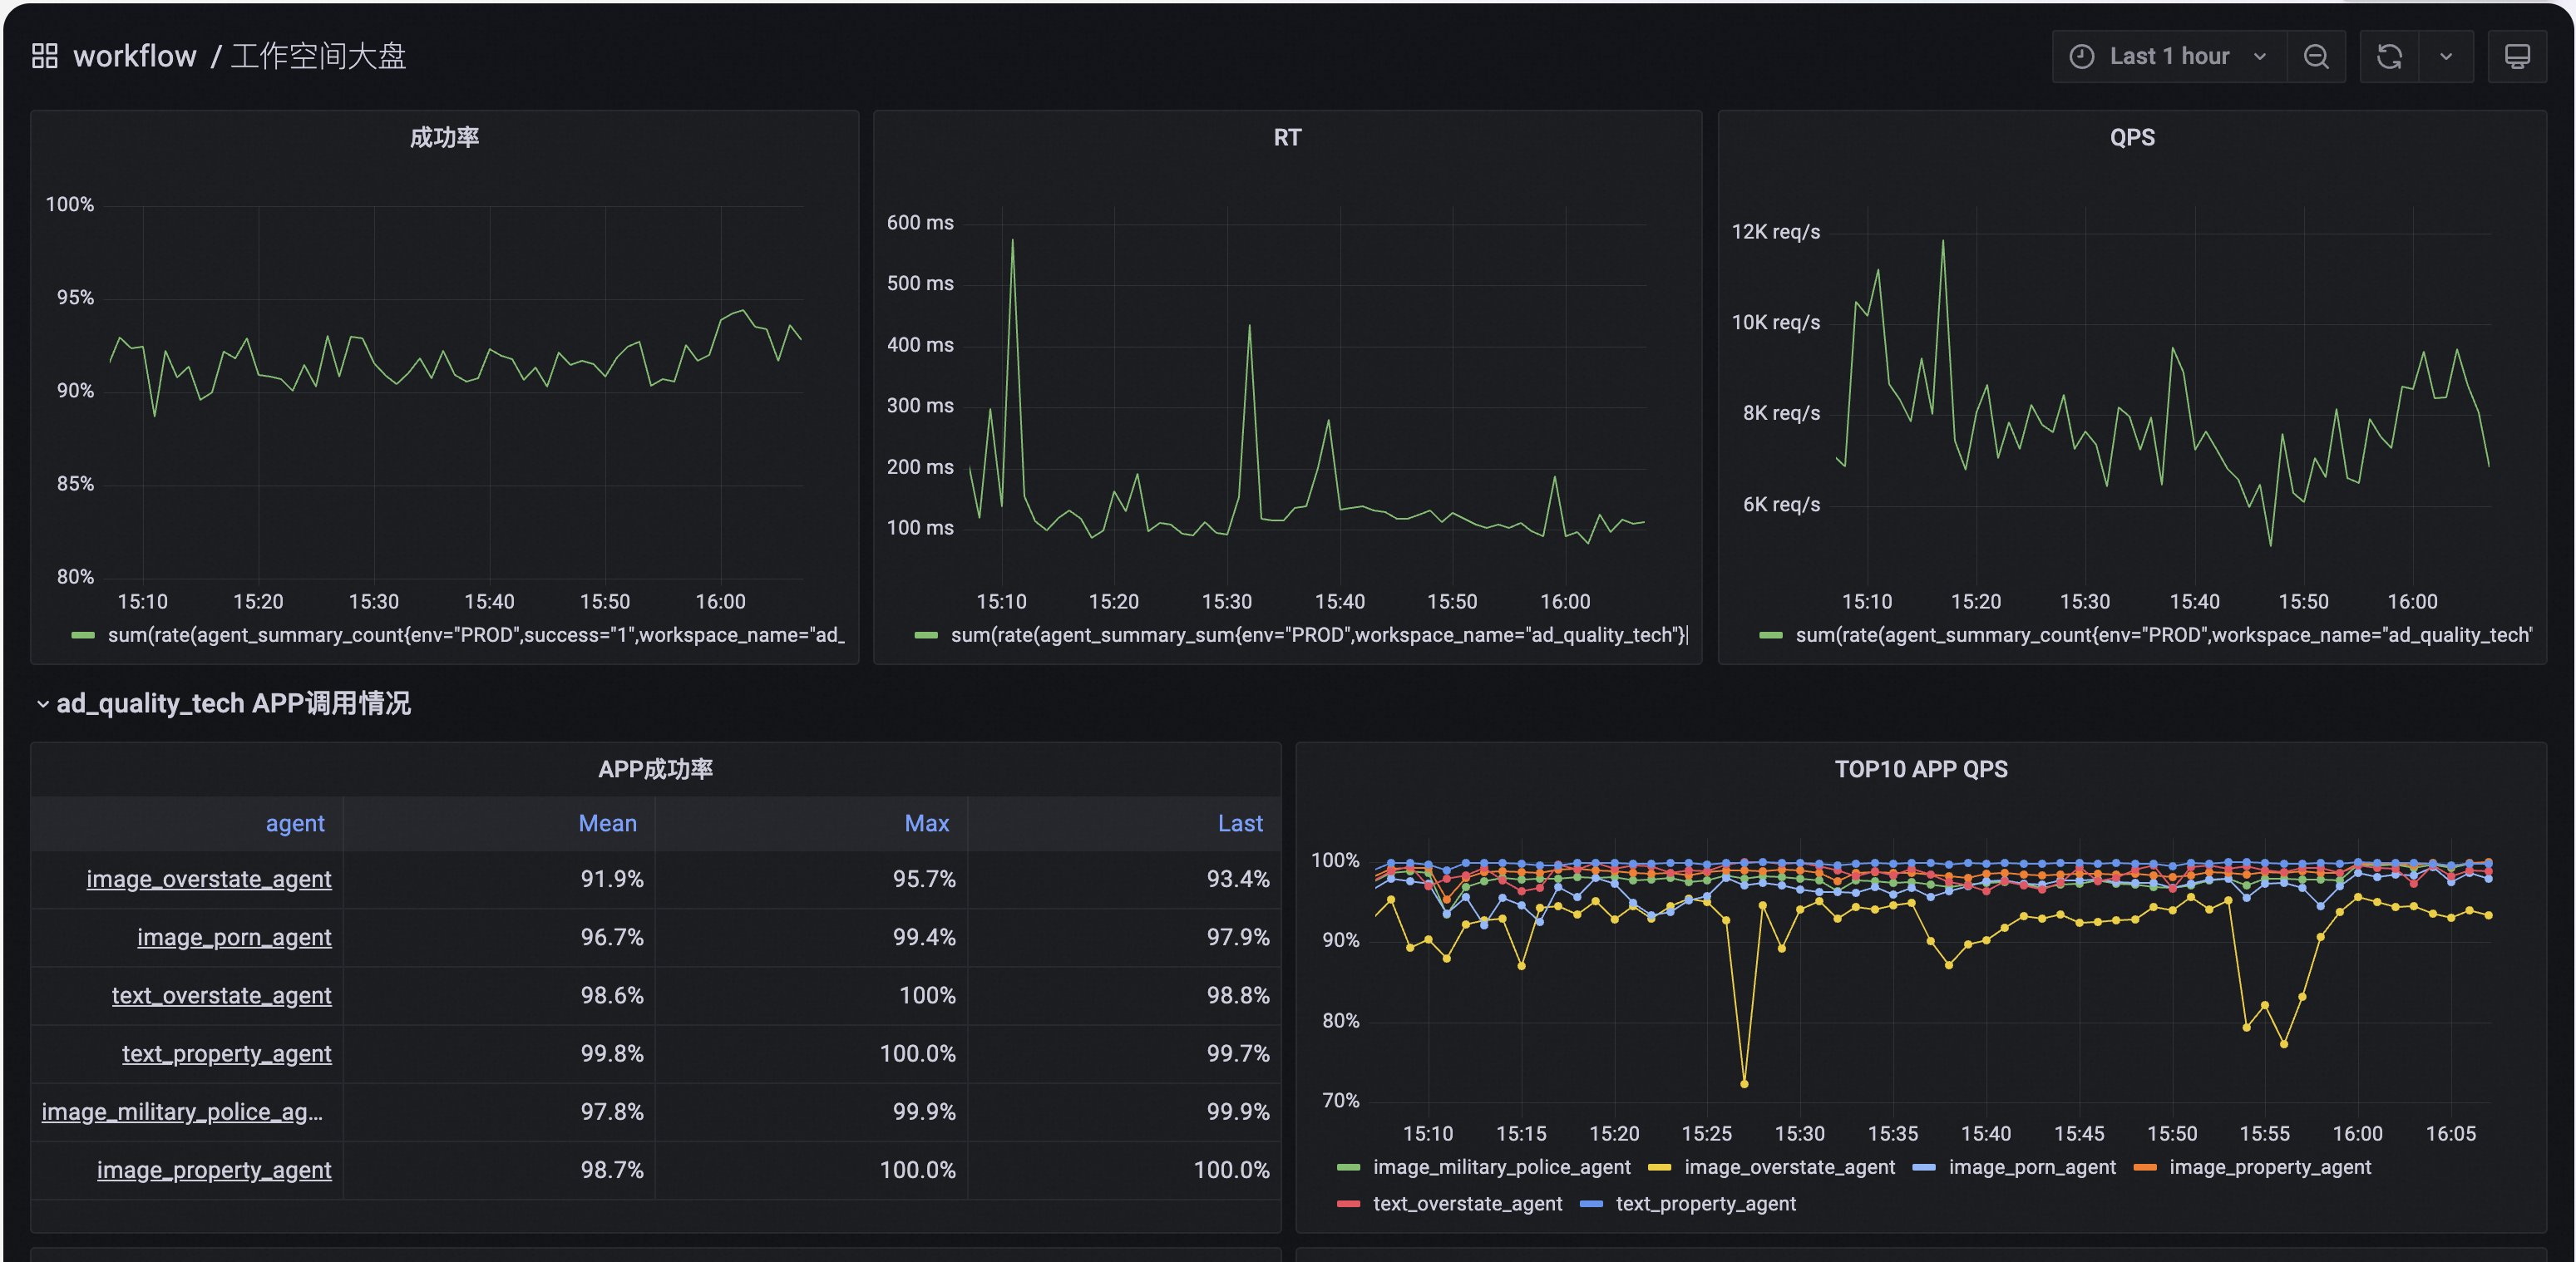 workflow / 工作空间大盘
Last 1 hour
成功率
100%
95%
90%
85%
80%
15:10 15:20 15:30 15:40 15:50 16:00
sum(rate(agent_summary_count{env="PROD",success="1",workspace_name="ad_
RT
600 ms
500 ms
400 ms
300 ms
200 ms
100 ms
15:10 15:20 15:30 15:40 15:50 16:00
sum(rate(agent_summary_sum{env="PROD",workspace_name="ad_quality_tech"}
QPS
12K req/s
10K req/s
8K req/s
6K req/s
15:10 15:20 15:30 15:40 15:50 16:00
sum(rate(agent_summary_count{env="PROD",workspace_name="ad_quality_tech"
ad_quality_tech APP调用情况
APP成功率
agent Mean Max Last
image_overstate_agent 91.9% 95.7% 93.4%
image_porn_agent 96.7% 99.4% 97.9%
text_overstate_agent 98.6% 100% 98.8%
text_property_agent 99.8% 100.0% 99.7%
image_military_police_ag... 97.8% 99.9% 99.9%
image_property_agent 98.7% 100.0% 100.0%
TOP10 APP QPS
100%
90%
80%
70%
15:10 15:15 15:20 15:25 15:30 15:35 15:40 15:45 15:50 15:55 16:00 16:05
image_military_police_agent image_overstate_agent image_porn_agent image_property_agent
text_overstate_agent text_property_agent